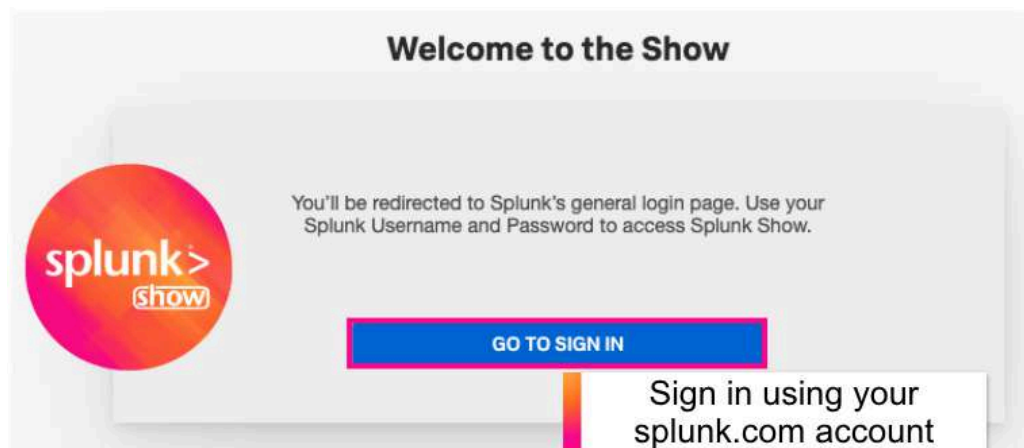 Welcome to the Show
You'll be redirected to Splunk's general login page. Use your
Splunk Username and Password to access Splunk Show.
splunk>
show
GO TO SIGN IN
Sign in using your
splunk.com account